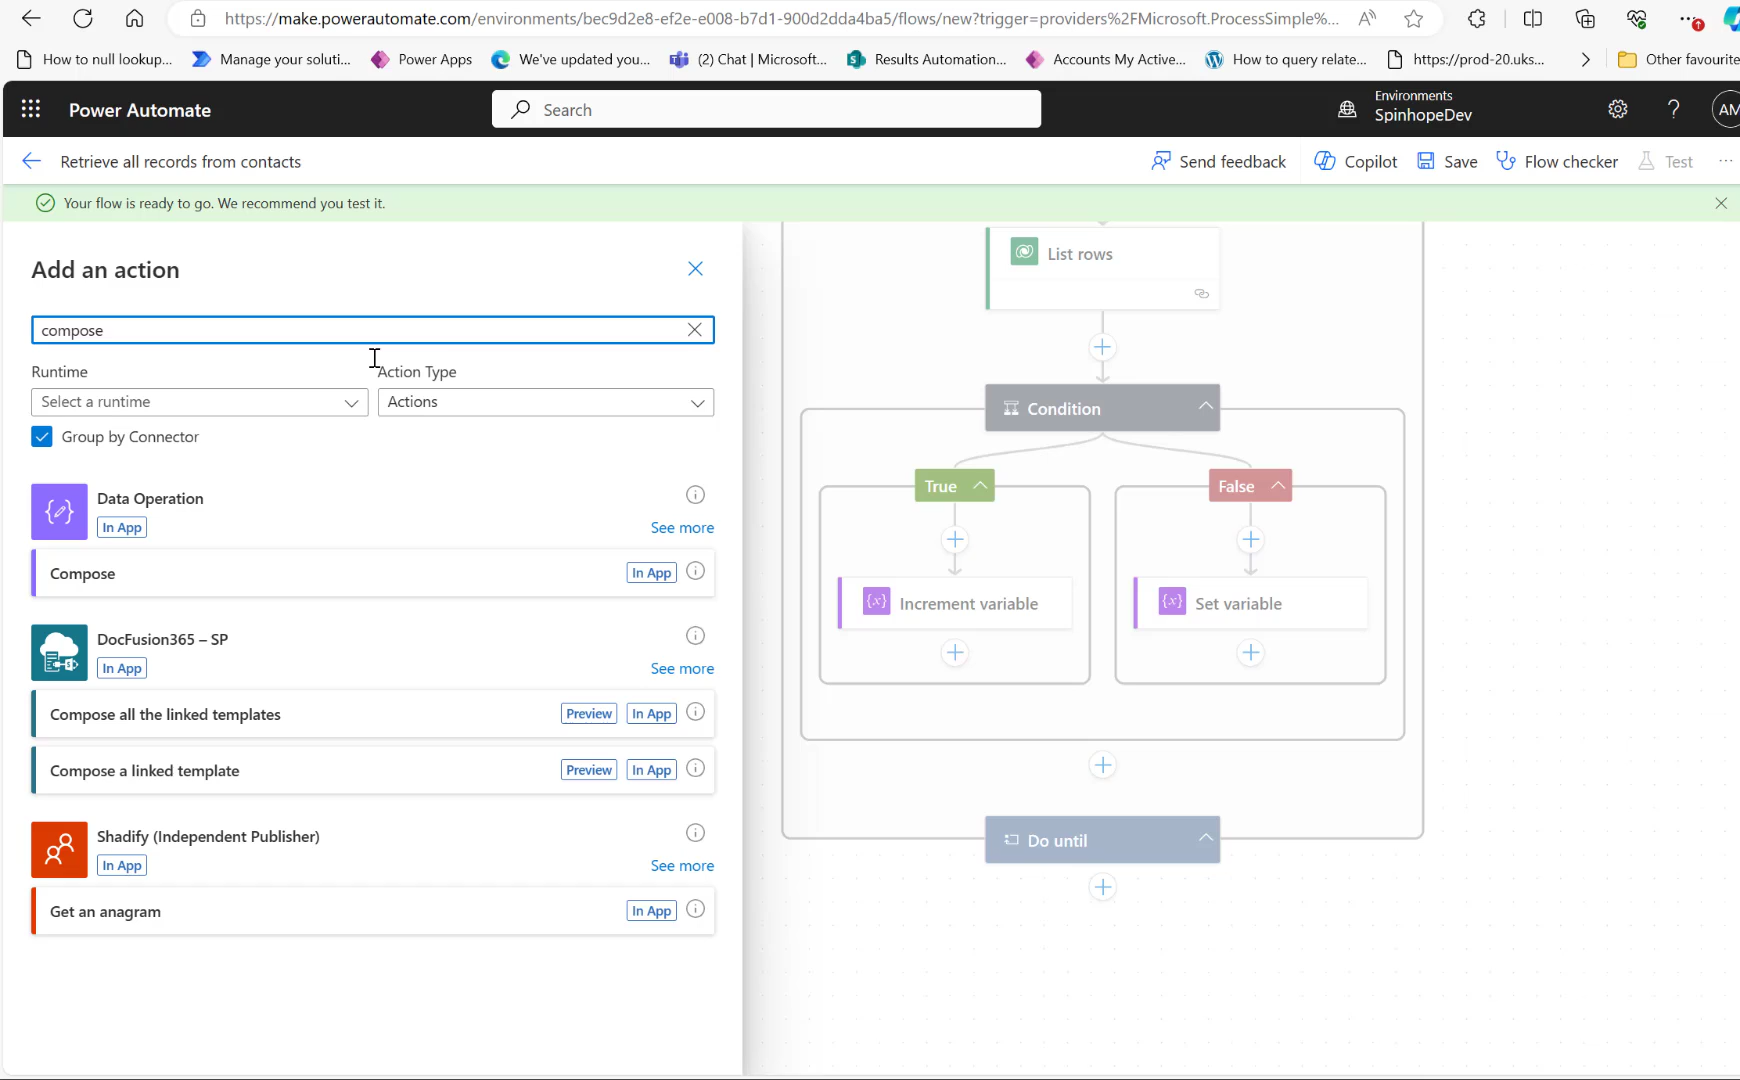 https://make.powerautomate.com/environments/bec9d2e8-ef2e-e008-b7d1-900d2dda4ba5/flows/new?trigger=providers%2FMicrosoft.ProcessSimple%...
How to null lookup... Manage your soluti... Power Apps We've updated you... (2) Chat | Microsoft... Results Automation... Accounts My Active... How to query relate... https://prod-20.uks... Other favourite
Power Automate
Search
Environments
SpinhopeDev
AM
Retrieve all records from contacts
Send feedback Copilot Save Flow checker Test
Your flow is ready to go. We recommend you test it.
Add an action
compose
Runtime Action Type
Select a runtime Actions
Group by Connector
Data Operation
In App See more
Compose In App
DocFusion365 – SP
In App See more
Compose all the linked templates Preview In App
Compose a linked template Preview In App
Shadify (Independent Publisher)
In App See more
Get an anagram In App
List rows
Condition
True False
{x} Increment variable {x} Set variable
Do until